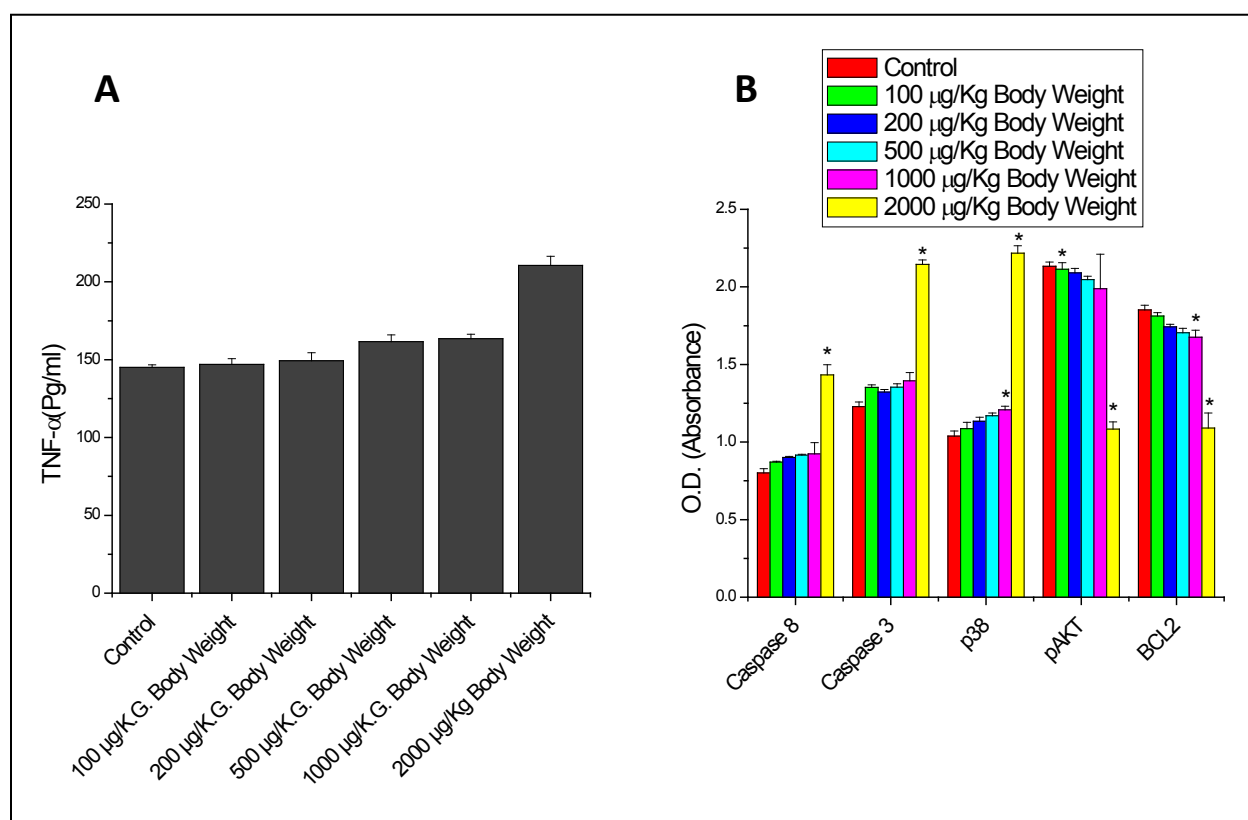 A
TNF-α(Pg/ml)
250
200
150
100
50
0
Control
100 µg/K.G. Body Weight
200 µg/K.G. Body Weight
500 µg/K.G. Body Weight
1000 µg/K.G. Body Weight
2000 µg/Kg Body Weight
B
Control
100 µg/Kg Body Weight
200 µg/Kg Body Weight
500 µg/Kg Body Weight
1000 µg/Kg Body Weight
2000 µg/Kg Body Weight
O.D. (Absorbance)
2.5
2.0
1.5
1.0
0.5
0.0
*
*
*
*
*
*
*
*
Caspase 8
Caspase 3
p38
pAKT
BCL2